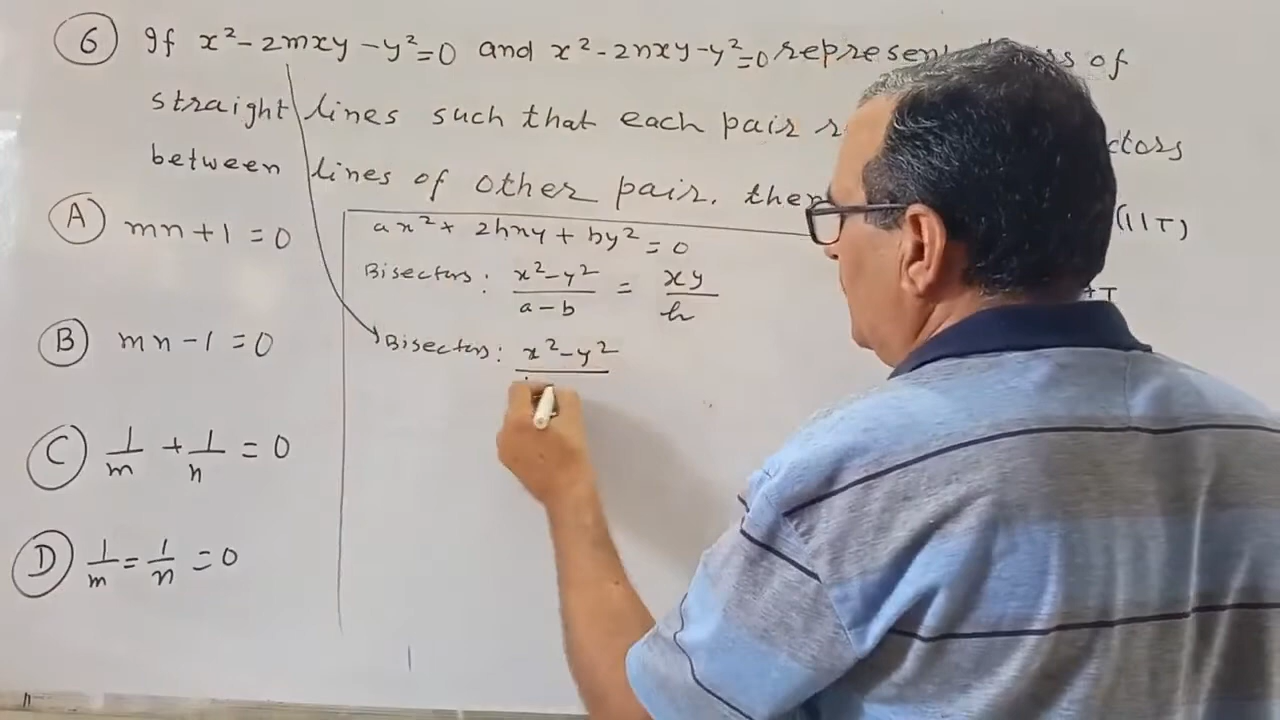 6 If x² - 2mxy - y² = 0 and x² - 2nxy - y² = 0 represent of
straight lines such that each pair
between lines of other pair. then (IIT)
A mn + 1 = 0
B mn - 1 = 0
C 1/m + 1/n = 0
D 1/m = 1/n = 0
ax² + 2hxy + by² = 0
Bisectors : x² - y² / a - b = xy / h
Bisectors : x² - y²